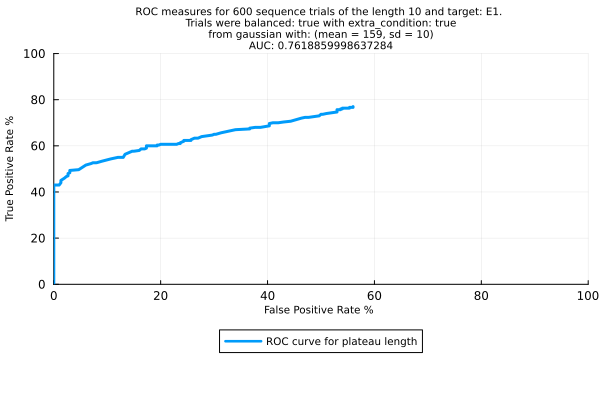 ROC measures for 600 sequence trials of the length 10 and target: E1.
Trials were balanced: true with extra_condition: true
from gaussian with: (mean = 159, sd = 10)
AUC: 0.7618859998637284
100
80
60
40
20
0
True Positive Rate %
0 20 40 60 80 100
False Positive Rate %
ROC curve for plateau length